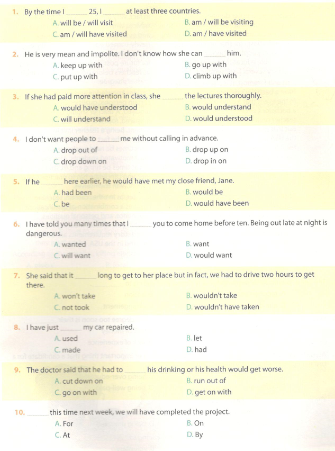 1. By the time I ______ 25, I ______ at least three countries.
A. will be / will visit B. am / will be visiting
C. am / will have visited D. am / have visited
2. He is very mean and impolite. I don't know how she can ______ him.
A. keep up with B. go up with
C. put up with D. climb up with
3. If she had paid more attention in class, she ______ the lectures thoroughly.
A. would have understood B. would understand
C. will understand D. would understood
4. I don't want people to ______ me without calling in advance.
A. drop out of B. drop up on
C. drop down on D. drop in on
5. If he ______ here earlier, he would have met my close friend, Jane.
A. had been B. would be
C. be D. would have been
6. I have told you many times that I ______ you to come home before ten. Being out late at night is
dangerous.
A. wanted B. want
C. will want D. would want
7. She said that it ______ long to get to her place but in fact, we had to drive two hours to get
there.
A. won't take B. wouldn't take
C. not took D. wouldn't have taken
8. I have just ______ my car repaired.
A. used B. let
C. made D. had
9. The doctor said that he had to ______ his drinking or his health would get worse.
A. cut down on B. run out of
C. go on with D. get on with
10. ______ this time next week, we will have completed the project.
A. For B. On
C. At D. By